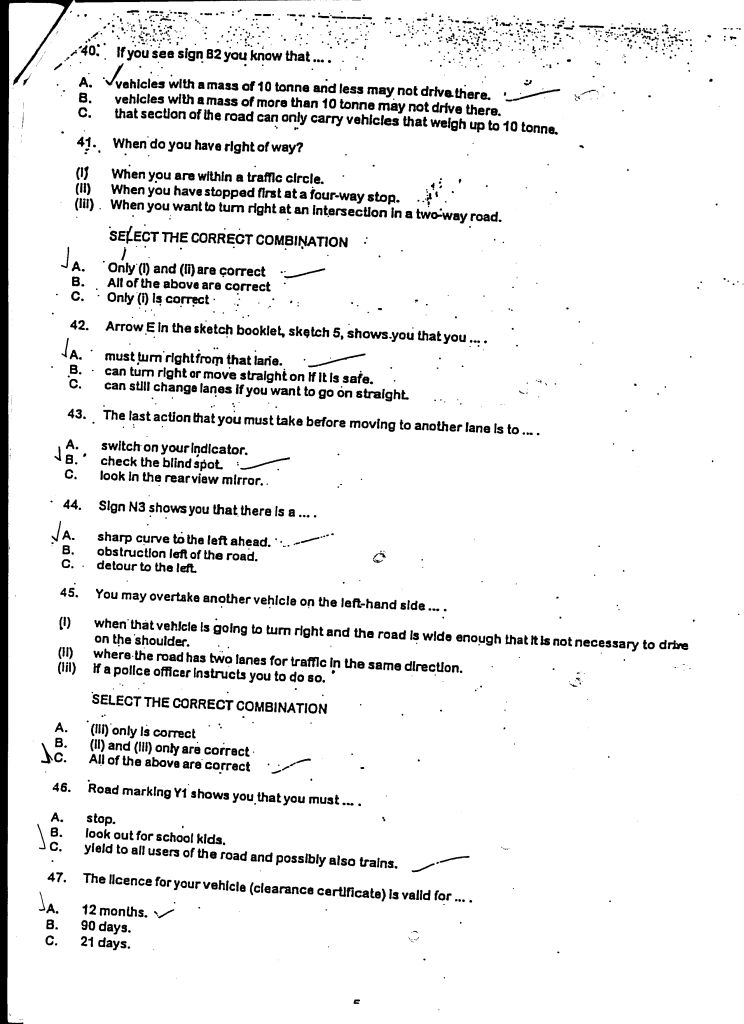 40. If you see sign B2 you know that ....
A. vehicles with a mass of 10 tonne and less may not drive there.
B. vehicles with a mass of more than 10 tonne may not drive there.
C. that section of the road can only carry vehicles that weigh up to 10 tonne.
41. When do you have right of way?
(i) When you are within a traffic circle.
(ii) When you have stopped first at a four-way stop.
(iii) When you want to turn right at an intersection in a two-way road.
SELECT THE CORRECT COMBINATION
A. Only (i) and (ii) are correct
B. All of the above are correct
C. Only (i) is correct
42. Arrow E in the sketch booklet, sketch 5, shows you that you ....
A. must turn right from that lane.
B. can turn right or move straight on if it is safe.
C. can still change lanes if you want to go on straight.
43. The last action that you must take before moving to another lane is to ....
A. switch on your indicator.
B. check the blind spot.
C. look in the rear view mirror.
44. Sign N3 shows you that there is a ....
A. sharp curve to the left ahead.
B. obstruction left of the road.
C. detour to the left.
45. You may overtake another vehicle on the left-hand side ....
(i) when that vehicle is going to turn right and the road is wide enough that it is not necessary to drive
on the shoulder.
(ii) where the road has two lanes for traffic in the same direction.
(iii) if a police officer instructs you to do so.
SELECT THE CORRECT COMBINATION
A. (iii) only is correct
B. (ii) and (iii) only are correct
C. All of the above are correct
46. Road marking Y1 shows you that you must ....
A. stop.
B. look out for school kids.
C. yield to all users of the road and possibly also trains.
47. The licence for your vehicle (clearance certificate) is valid for ....
A. 12 months.
B. 90 days.
C. 21 days.